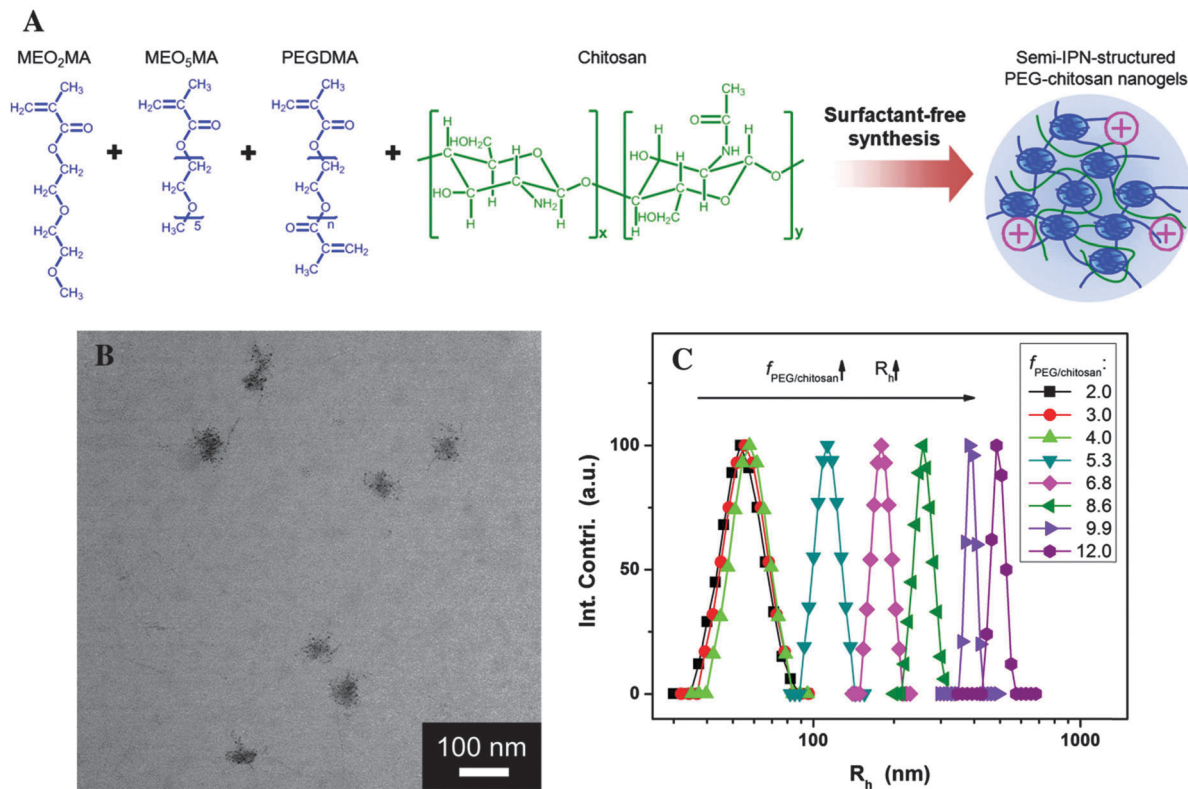 A
MEO₂MA
MEO₅MA
PEGDMA
Chitosan
Semi-IPN-structured
PEG-chitosan nanogels
Surfactant-free
synthesis
CH₃
H₂C
O
O
CH₂
H₂C
O
CH₂
H₂C
O
CH₃
+
CH₃
H₂C
O
O
CH₂
H₂C
O
H₃C
5
+
CH₃
H₂C
O
O
CH₂
H₂C
O
n
O
C
CH₂
C
H₃C
+
H
HOH₂C
C
O
H
HO
H
NH₂
H
x
O
CH₃
O
C
NH
H
HO
H
HOH₂C
O
H
y
O
+
+
+
B
100 nm
C
f PEG/chitosan↑ Rₕ↑
f PEG/chitosan:
2.0
3.0
4.0
5.3
6.8
8.6
9.9
12.0
100
50
0
Int. Contri. (a.u.)
100
1000
Rₕ (nm)